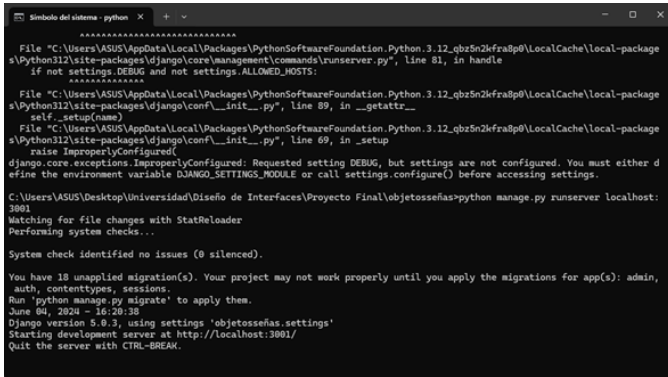 Símbolo del sistema - python
^^^^^^^^^^^^^^^^^^^^^^^^^^^^^
File "C:\Users\ASUS\AppData\Local\Packages\PythonSoftwareFoundation.Python.3.12_qbz5n2kfra8p0\LocalCache\local-package
s\Python312\site-packages\django\core\management\commands\runserver.py", line 81, in handle
if not settings.DEBUG and not settings.ALLOWED_HOSTS:
^^^^^^^^^^^^^^
File "C:\Users\ASUS\AppData\Local\Packages\PythonSoftwareFoundation.Python.3.12_qbz5n2kfra8p0\LocalCache\local-package
s\Python312\site-packages\django\conf\__init__.py", line 89, in __getattr__
self._setup(name)
File "C:\Users\ASUS\AppData\Local\Packages\PythonSoftwareFoundation.Python.3.12_qbz5n2kfra8p0\LocalCache\local-package
s\Python312\site-packages\django\conf\__init__.py", line 69, in _setup
raise ImproperlyConfigured(
django.core.exceptions.ImproperlyConfigured: Requested setting DEBUG, but settings are not configured. You must either d
efine the environment variable DJANGO_SETTINGS_MODULE or call settings.configure() before accessing settings.
C:\Users\ASUS\Desktop\Universidad\Diseño de Interfaces\Proyecto Final\objetosseñas>python manage.py runserver localhost:
3001
Watching for file changes with StatReloader
Performing system checks...
System check identified no issues (0 silenced).
You have 18 unapplied migration(s). Your project may not work properly until you apply the migrations for app(s): admin,
auth, contenttypes, sessions.
Run 'python manage.py migrate' to apply them.
June 04, 2024 - 16:20:38
Django version 5.0.3, using settings 'objetosseñas.settings'
Starting development server at http://localhost:3001/
Quit the server with CTRL-BREAK.